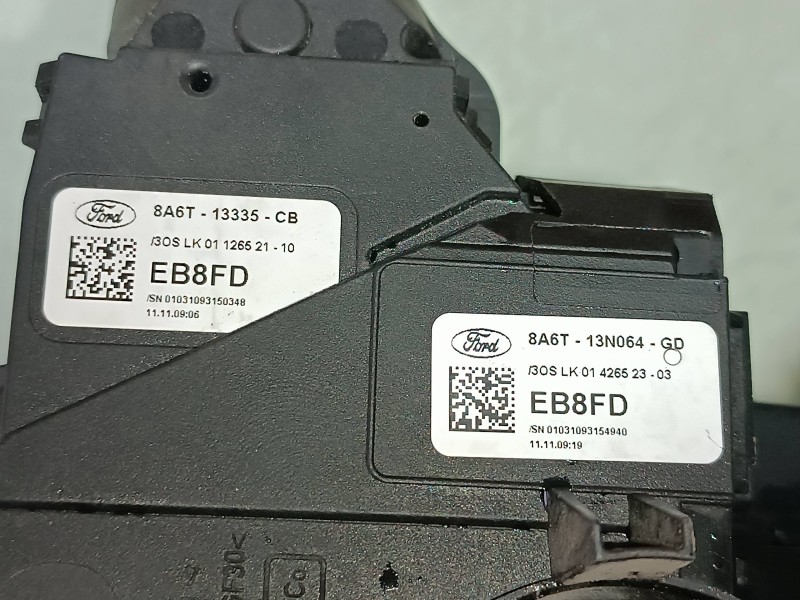 Ford
8A6T - 13335 - CB
/3OS LK 01 1265 21 - 10
EB8FD
/SN 01031093150348
11.11.09:06
Ford
8A6T - 13N064 - GD
/3OS LK 01 4265 23 - 03
EB8FD
/SN 01031093154940
11.11.09:19
Co